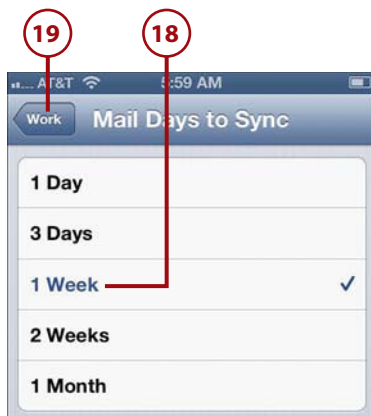 19 18
AT&T 5:59 AM
Work Mail Days to Sync
1 Day
3 Days
1 Week
2 Weeks
1 Month